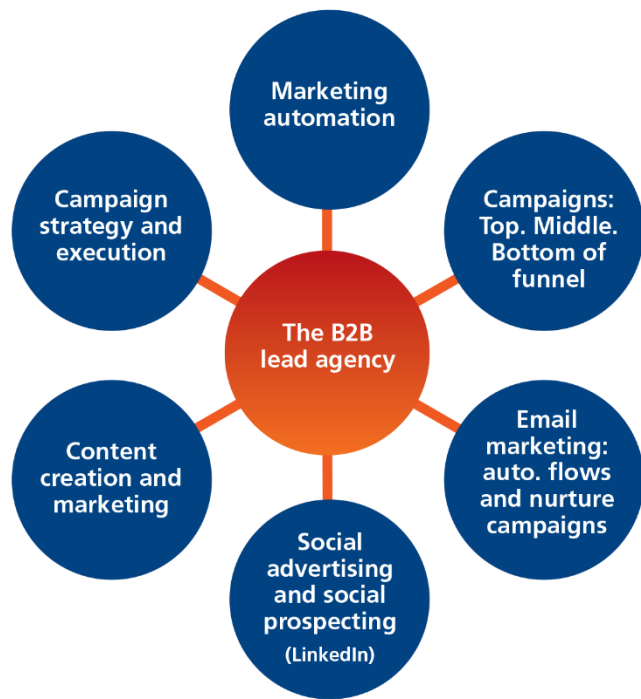 Marketing
automation
Campaign
strategy and
execution
Campaigns:
Top. Middle.
Bottom of
funnel
The B2B
lead agency
Content
creation and
marketing
Email
marketing:
auto. flows
and nurture
campaigns
Social
advertising
and social
prospecting
(LinkedIn)